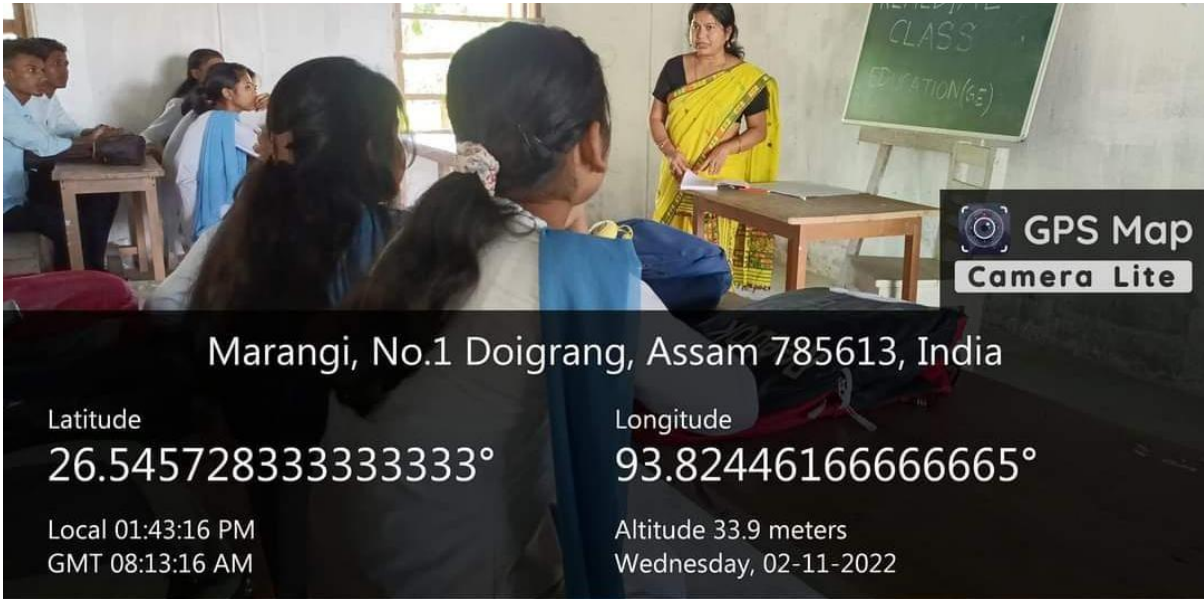 CLASS
EDUCATION(GE)
GPS Map
Camera Lite
Marangi, No.1 Doigrang, Assam 785613, India
Latitude
26.545728333333333°
Longitude
93.82446166666665°
Local 01:43:16 PM
GMT 08:13:16 AM
Altitude 33.9 meters
Wednesday, 02-11-2022